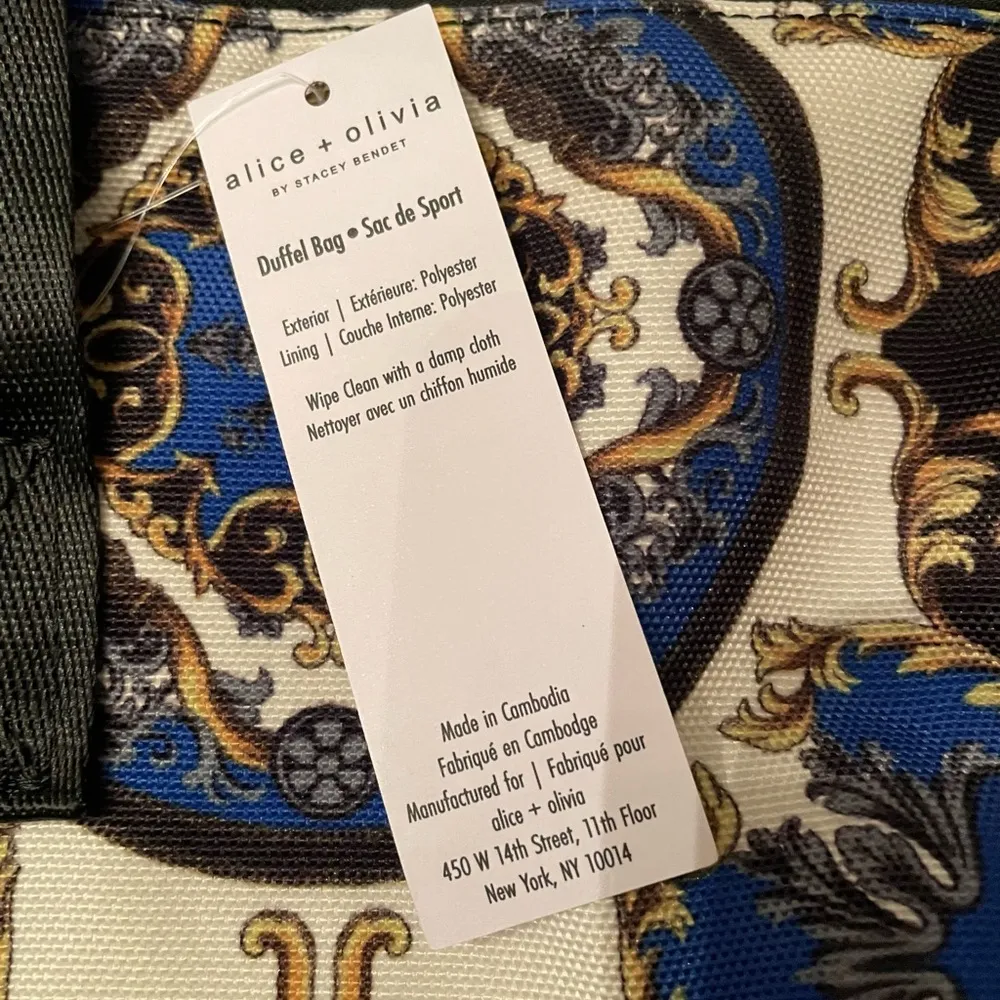 alice + olivia
BY STACEY BENDET
Duffel Bag • Sac de Sport
Exterior | Extérieure: Polyester
Lining | Couche Interne: Polyester
Wipe Clean with a damp cloth
Nettoyer avec un chiffon humide
Made in Cambodia
Fabriqué en Cambodge
Manufactured for | Fabriqué pour
alice + olivia
450 W 14th Street, 11th Floor
New York, NY 10014